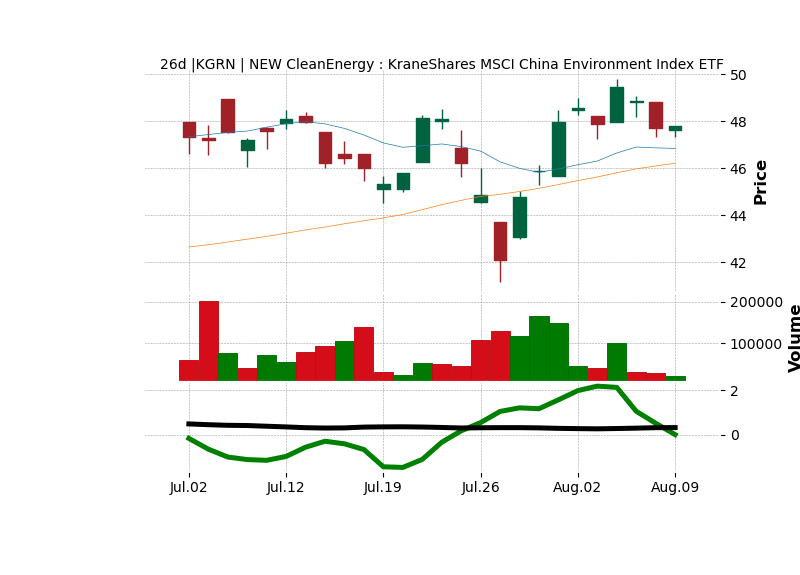 26d |KGRN | NEW CleanEnergy : KraneShares MSCI China Environment Index ETF
50
48
46
44
42
Price
200000
100000
Volume
2
0
Jul.02 Jul.12 Jul.19 Jul.26 Aug.02 Aug.09